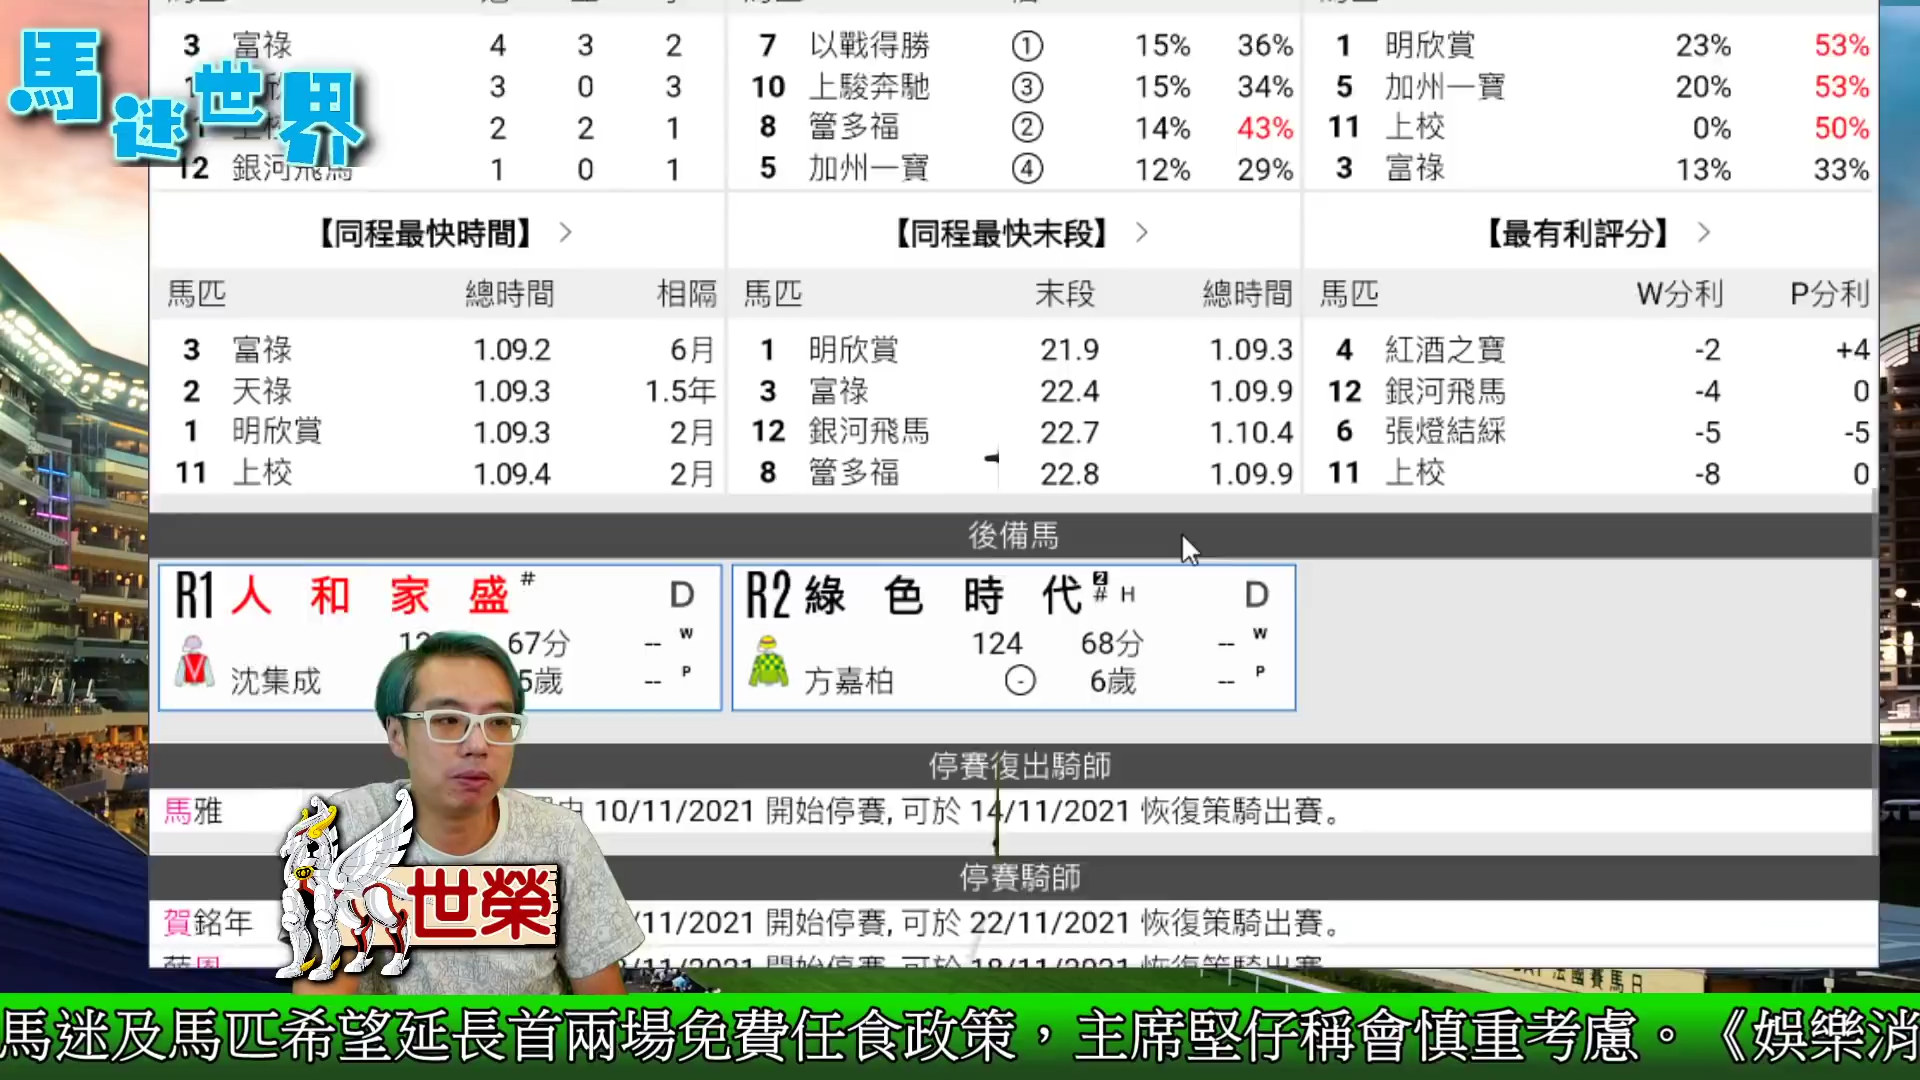 馬迷世界
3 富祿 4 3 2
3 0 3
2 2 1
12 銀河飛馬 1 0 1
7 以戰得勝 ① 15% 36%
10 上駿奔馳 ③ 15% 34%
8 簹多福 ② 14% 43%
5 加州一寶 ④ 12% 29%
1 明欣賞 23% 53%
5 加州一寶 20% 53%
11 上校 0% 50%
3 富祿 13% 33%
【同程最快時間】 >
馬匹 總時間 相隔
3 富祿 1.09.2 6月
2 天祿 1.09.3 1.5年
1 明欣賞 1.09.3 2月
11 上校 1.09.4 2月
【同程最快末段】 >
馬匹 末段 總時間
1 明欣賞 21.9 1.09.3
3 富祿 22.4 1.09.9
12 銀河飛馬 22.7 1.10.4
8 簹多福 22.8 1.09.9
【最有利評分】 >
馬匹 W分利 P分利
4 紅酒之寶 -2 +4
12 銀河飛馬 -4 0
6 張燈結綵 -5 -5
11 上校 -8 0
後備馬
R1 人和家盛 # D
67分 -- W
沈集成 5歲 -- P
R2 綠色時代 2 # H D
124 68分 -- W
方嘉柏 6歲 -- P
停賽復出騎師
馬雅 10/11/2021 開始停賽, 可於 14/11/2021 恢復策騎出賽。
停賽騎師
賀銘年 /11/2021 開始停賽, 可於 22/11/2021 恢復策騎出賽。
世榮
馬迷及馬匹希望延長首兩場免費任食政策，主席堅仔稱會慎重考慮。《娛樂消